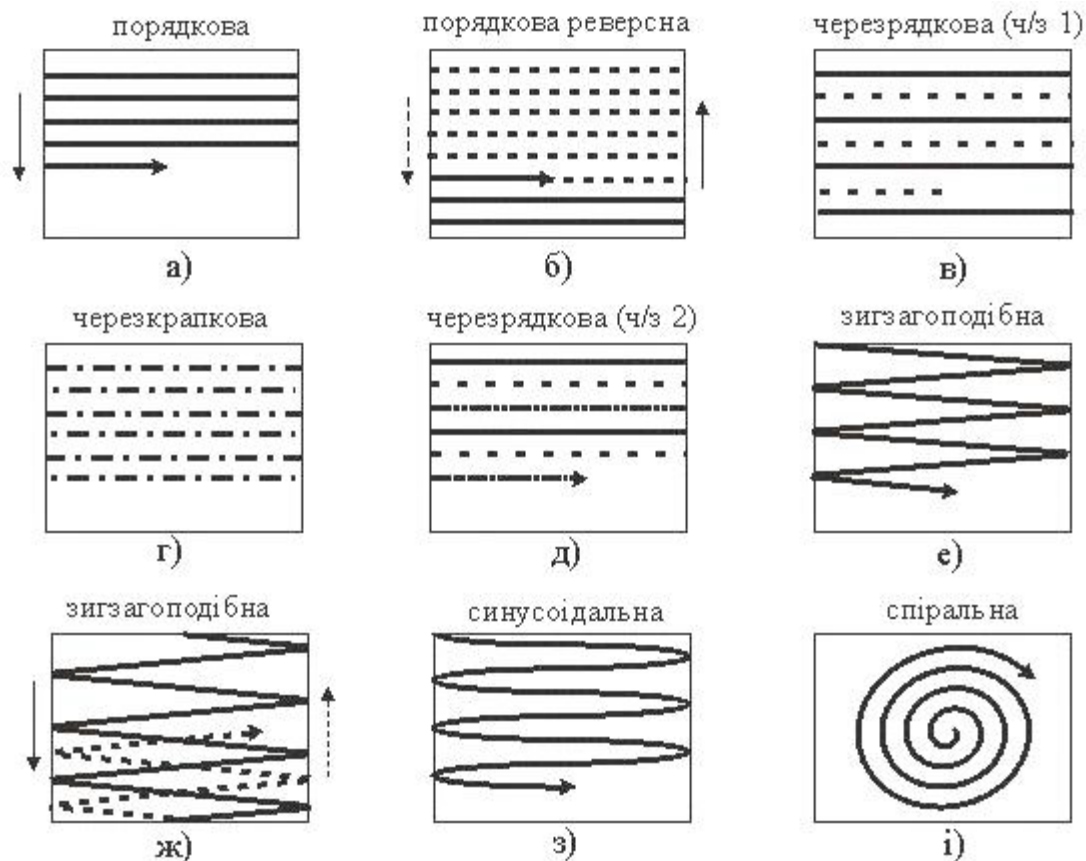 порядкова
порядкова реверсна
черезрядкова (ч/з 1)
а)
б)
в)
черезкрапкова
черезрядкова (ч/з 2)
зигзагоподібна
г)
д)
е)
зигзагоподібна
синусоідальна
спіральна
ж)
з)
і)